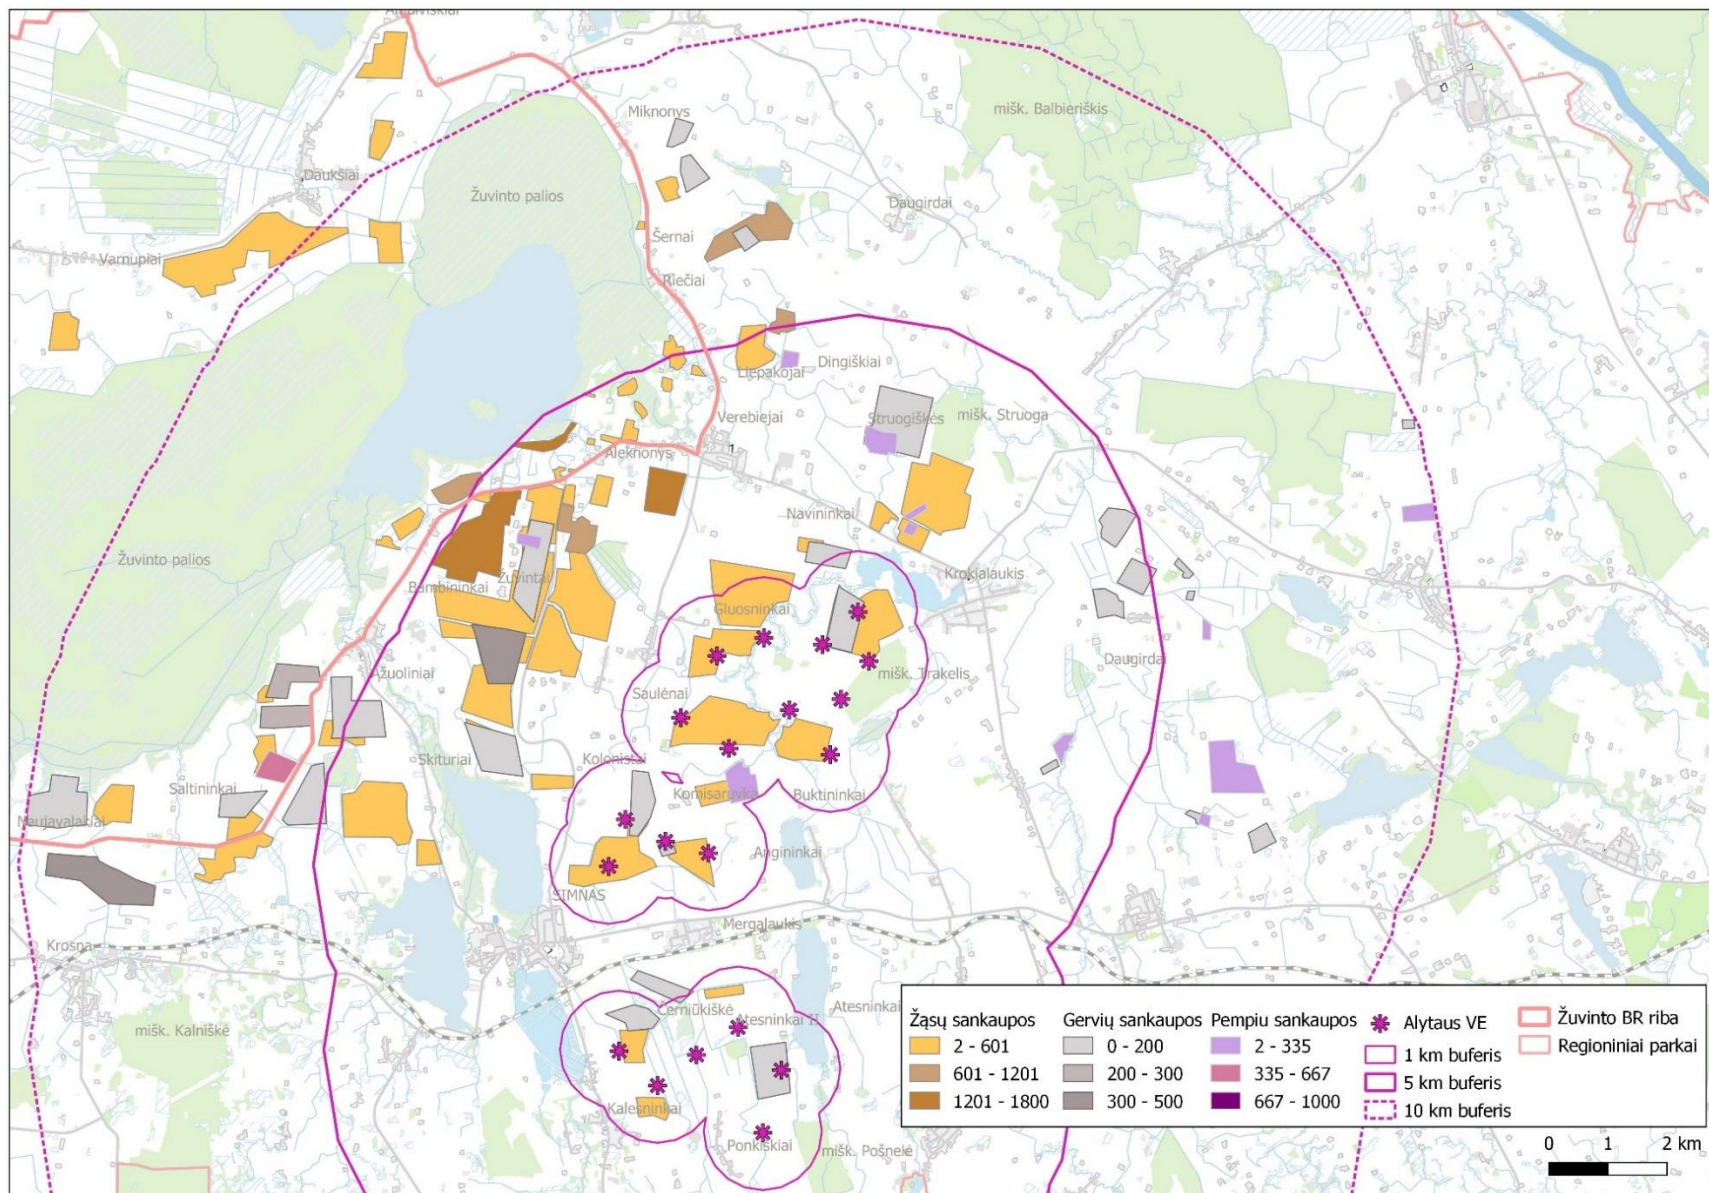 Miknonys
mišk. Balbieriškis
Daukšiai
Žuvinto palios
Daugirdai
Šernai
Varnupiai
Riečiai
Dingiškiai
Liepakojai
Verebiejai
Struogiškės
mišk. Struoga
Aleknonys
Navininkai
Žuvinto palios
Bambininkai
Žuvintai
Krokialaukis
Gluosninkai
Ąžuoliniai
Saulėnai
mišk. Trakelis
Daugirdai
Skituriai
Kolonistai
Saltininkai
Komisaruvka
Buktininkai
Naujavalakiai
Angininkai
SIMNAS
Mergalaukis
Krosna
Černiūkiškė
Atesninkai II
Atesninkai
mišk. Kalniškė
Kalesninkai
Ponkiškiai
mišk. Pošnelė
Žąsų sankaupos
2 - 601
601 - 1201
1201 - 1800
Gervių sankaupos
0 - 200
200 - 300
300 - 500
Pempiu sankaupos
2 - 335
335 - 667
667 - 1000
Alytaus VE
1 km buferis
5 km buferis
10 km buferis
Žuvinto BR riba
Regioniniai parkai
0 1 2 km